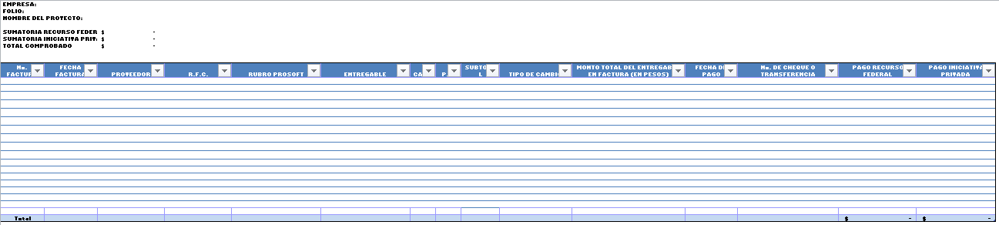 EMPRESA:
FOLIO:
NOMBRE DEL PROYECTO:
SUMATORIA RECURSO FEDER $ -
SUMATORIA INICIATIVA PRIV. $ -
TOTAL COMPROBADO $ -
No. FACTUR
FECHA FACTURA
PROVEEDOR
R.F.C.
RUBRO PROSOFT
ENTREGABLE
CA
P.
SUBTO L
TIPO DE CAMBI
MONTO TOTAL DEL ENTREGAB EN FACTURA (EN PESOS)
FECHA D PAGO
No. DE CHEQUE O TRANSFERENCIA
PAGO RECURSO FEDERAL
PAGO INICIATIVA PRIVADA
Total $ - $ -